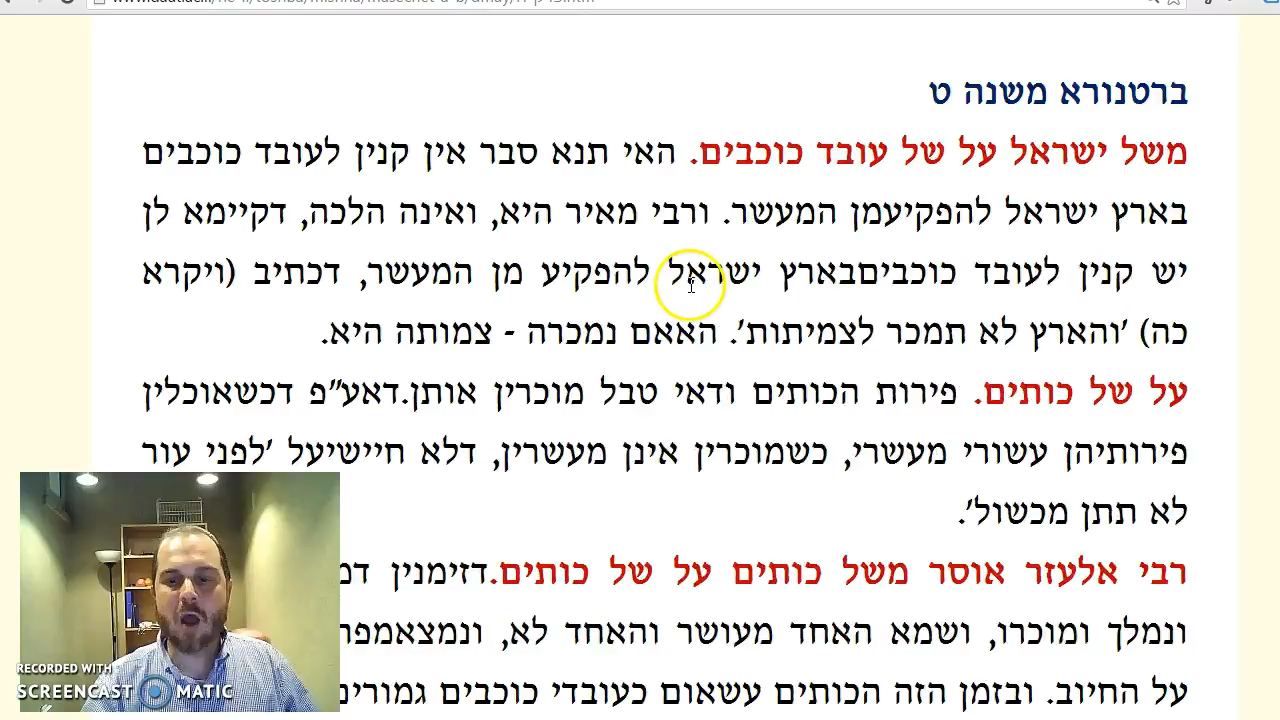 ברטנורא משנה ט
משל ישראל על של עובד כוכבים. האי תנא סבר אין קנין לעובד כוכבים
בארץ ישראל להפקיעמן המעשר. ורבי מאיר היא, ואינה הלכה, דקיימא לן
יש קנין לעובד כוכביםבארץ ישראל להפקיע מן המעשר, דכתיב (ויקרא
כה) 'והארץ לא תמכר לצמיתות'. האאם נמכרה - צמותה היא.
על של כותים. פירות הכותים ודאי טבל מוכרין אותן.דאע"פ דכשאוכלין
פירותיהן עשורי מעשרי, כשמוכרין אינן מעשרין, דלא חיישיעל 'לפני עור
לא תתן מכשול'.
רבי אלעזר אוסר משל כותים על של כותים.דזימנין
ונמלך ומוכרו, ושמא האחד מעושר והאחד לא,
על החיוב. ובזמן הזה הכותים עשאום כעובדי כוכבים
RECORDED WITH
SCREENCAST MATIC